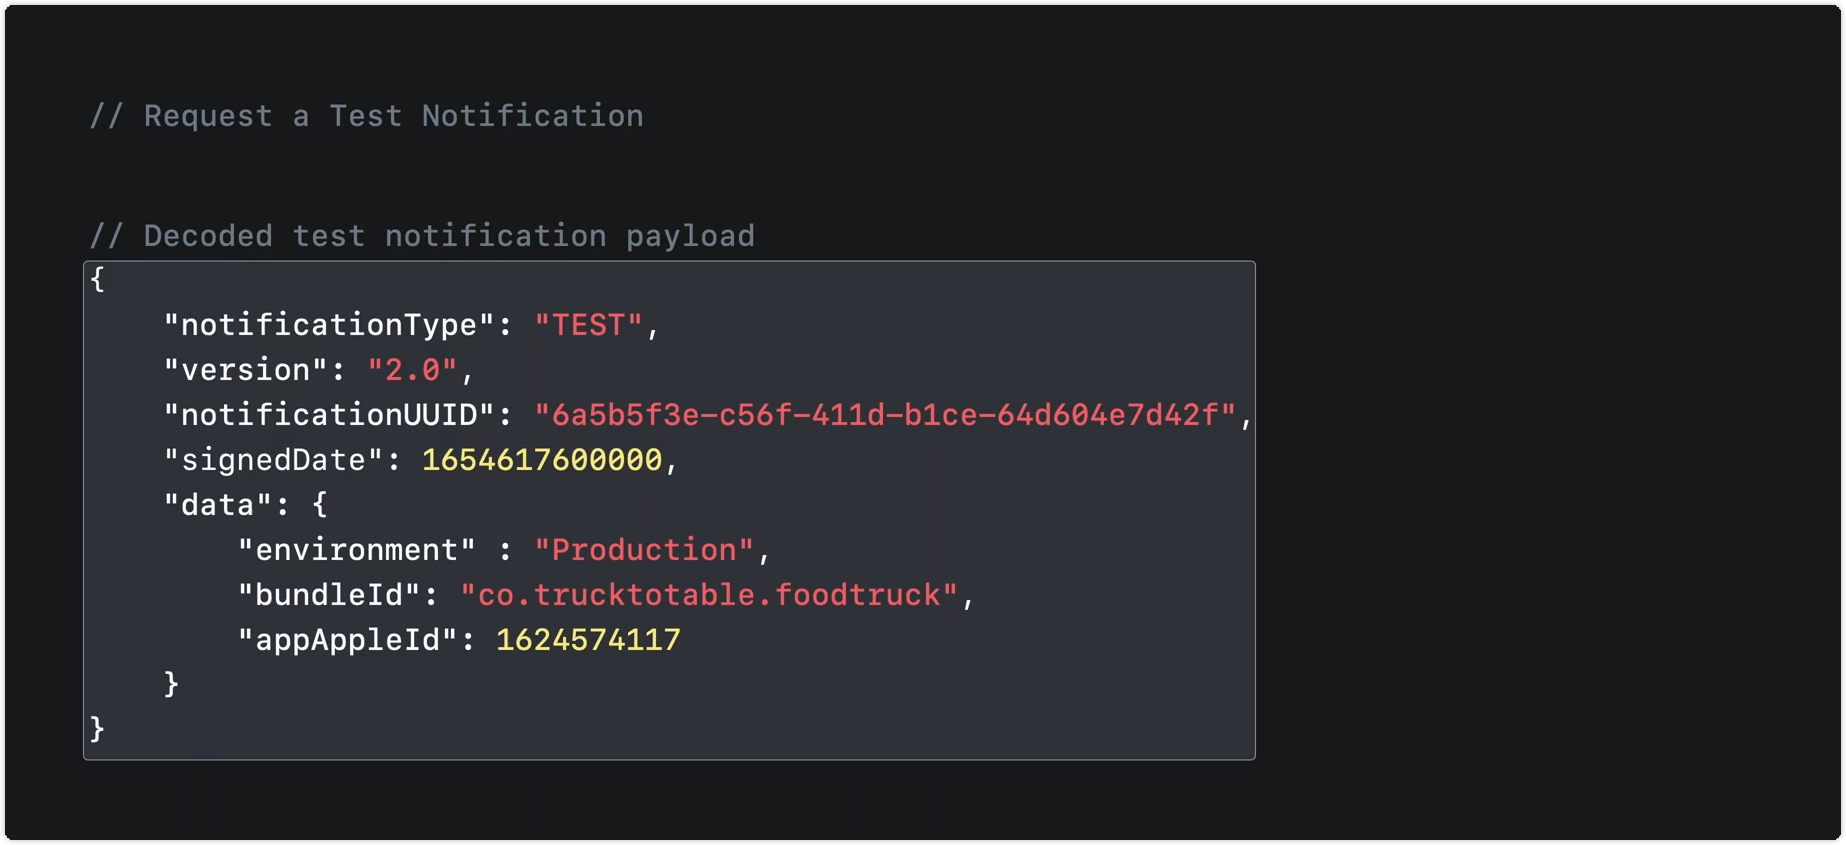 // Request a Test Notification
// Decoded test notification payload
{
"notificationType": "TEST",
"version": "2.0",
"notificationUUID": "6a5b5f3e-c56f-411d-b1ce-64d604e7d42f",
"signedDate": 1654617600000,
"data": {
"environment" : "Production",
"bundleId": "co.trucktotable.foodtruck",
"appAppleId": 1624574117
}
}